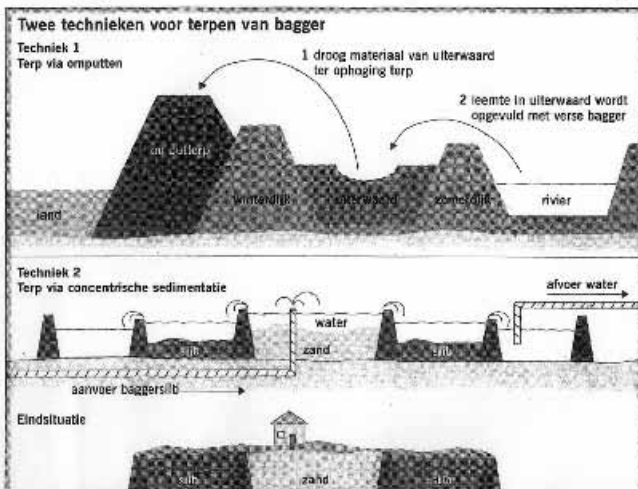 Twee technieken voor terpen van bagger
Techniek 1
Terp via omputten
1 droog materiaal van uiterwaard
ter ophoging terp
2 leemte in uiterwaard wordt
opgevuld met verse bagger
land
winterdijk
uiterwaard
zomerdijk
rivier
Techniek 2
Terp via concentrische sedimentatie
afvoer water
water
slib
zand
slib
aanvoer baggerslib
Eindsituatie
slib
zand
slib